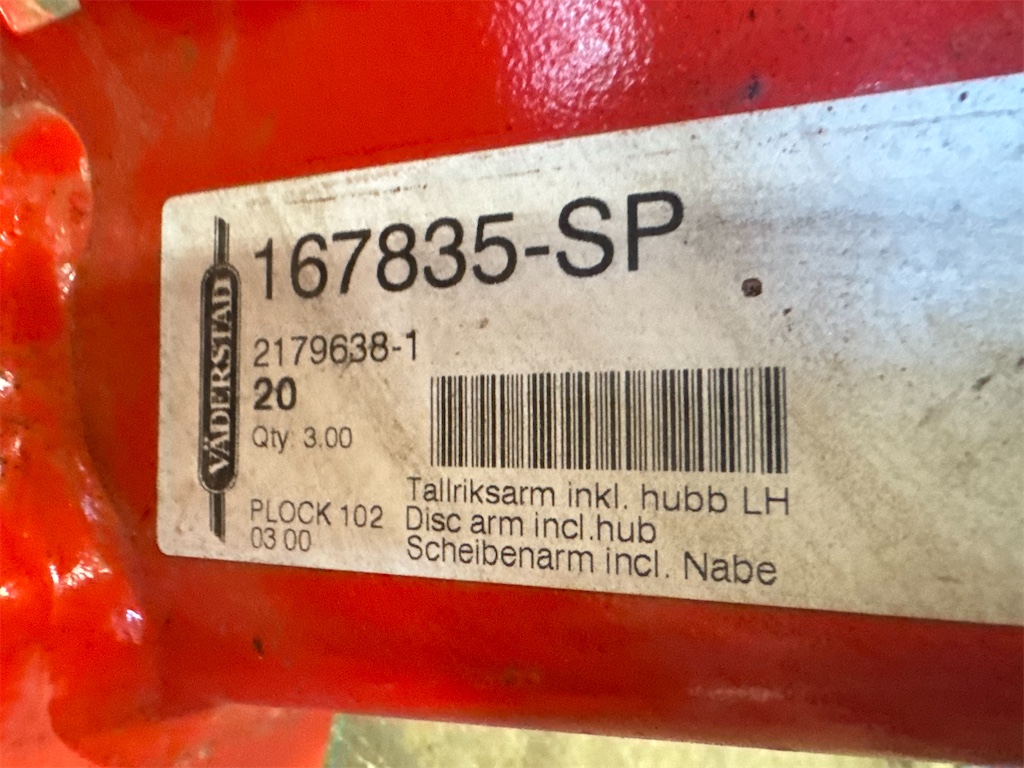 VÄDERSTAD
167835-SP
2179638-1
20
Qty: 3.00
PLOCK 102
03 00
Tallriksarm inkl. hubb LH
Disc arm incl.hub
Scheibenarm incl. Nabe